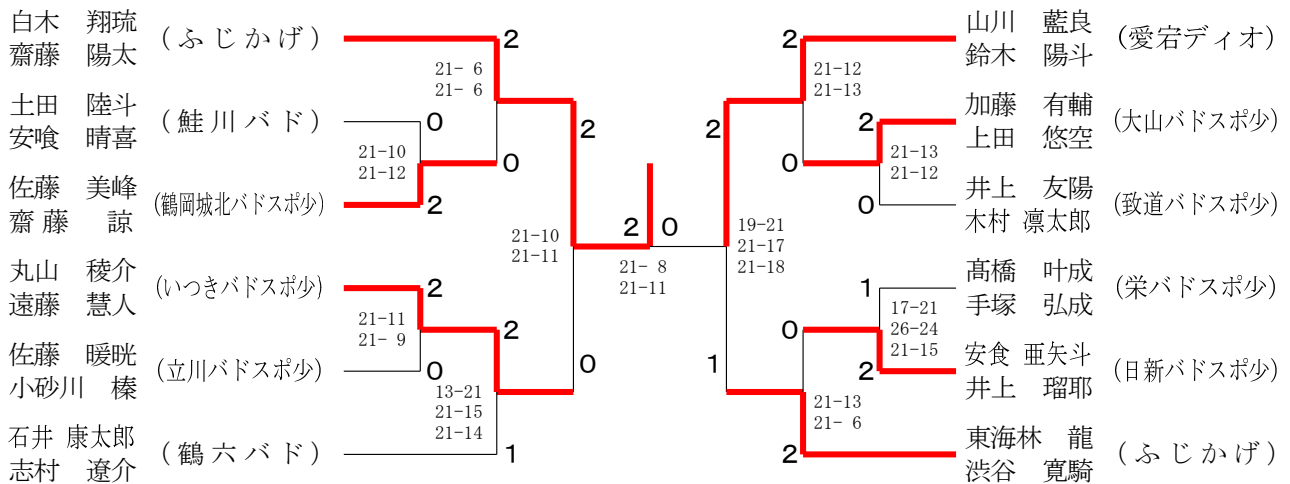 白木 翔琉
齋藤 陽太
(ふじかげ)
土田 陸斗
安喰 晴喜
(鮭川バド)
佐藤 美峰
齋藤 諒
(鶴岡城北バドスポ少)
丸山 稜介
遠藤 慧人
(いつきバドスポ少)
佐藤 暖晄
小砂川 榛
(立川バドスポ少)
石井 康太郎
志村 遼介
(鶴六バド)
2
21- 6
21- 6
0
0
21-10
21-12
2
2
21-10
21-11
0
2
21-11
21- 9
0
2
13-21
21-15
21-14
1
2 0
21- 8
21-11
2
21-12
21-13
0
2
21-13
21-12
0
2
19-21
21-17
21-18
1
1
17-21
26-24
21-15
2
0
21-13
21- 6
2
山川 藍良
鈴木 陽斗
(愛宕ディオ)
加藤 有輔
上田 悠空
(大山バドスポ少)
井上 友陽
木村 凛太郎
(致道バドスポ少)
髙橋 叶成
手塚 弘成
(栄バドスポ少)
安食 亜矢斗
井上 瑠耶
(日新バドスポ少)
東海林 龍
渋谷 寛騎
(ふじかげ)